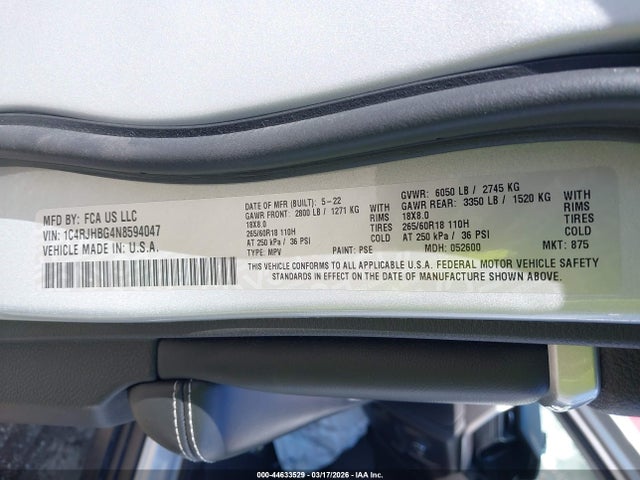 MFD BY: FCA US LLC
VIN: 1C4RJHBG4N8594047
VEHICLE MADE IN U.S.A.
DATE OF MFR (BUILT): 5-22
GAWR FRONT: 2800 LB / 1271 KG WITH
18X8.0 RIMS
265/60R18 110H TIRES
AT 250 kPa / 36 PSI
TYPE: MPV PAINT: PSE
GVWR: 6050 LB / 2745 KG
GAWR REAR: 3350 LB / 1520 KG WITH
18X8.0 RIMS
265/60R18 110H TIRES
AT 250 kPa / 36 PSI
MDH: 052600 MKT: 875
THIS VEHICLE CONFORMS TO ALL APPLICABLE U.S.A. FEDERAL MOTOR VEHICLE SAFETY
STANDARDS IN EFFECT ON THE DATE OF MANUFACTURE SHOWN ABOVE.
000-44633529 - 03/17/2026 - IAA Inc.